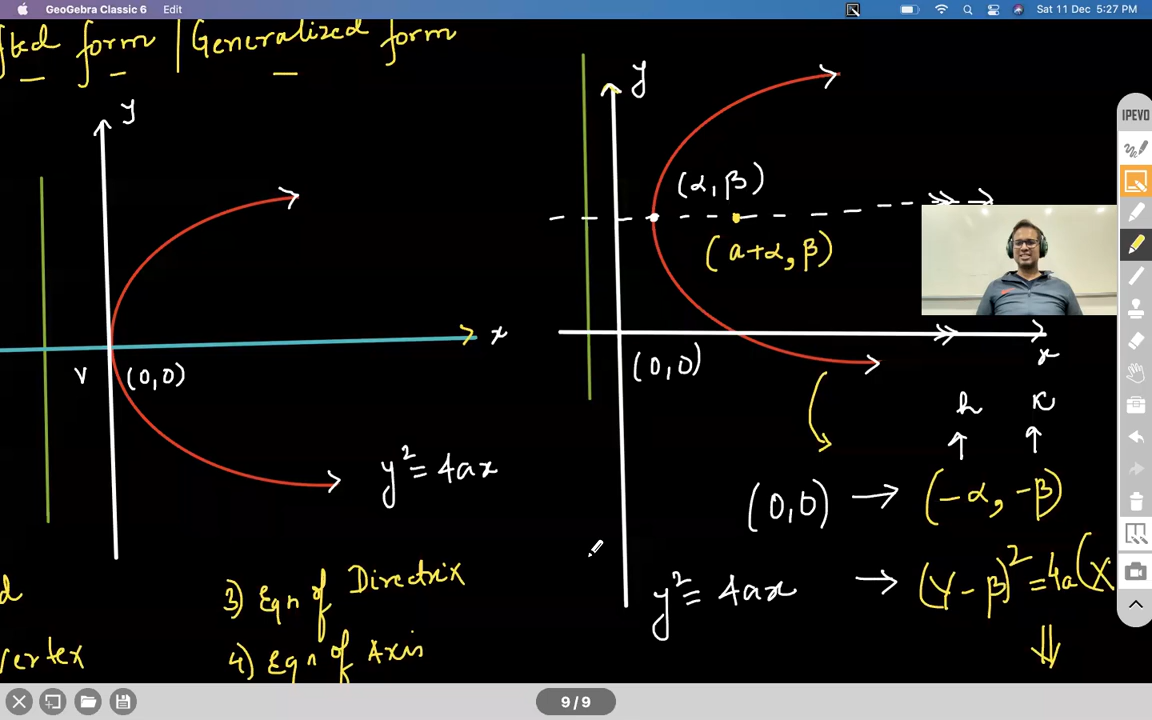 GeoGebra Classic 6 Edit
Sat 11 Dec 5:27 PM
form | Generalized form
IPEVO
y
x
V (0,0)
y² = 4ax
3) Eqn of Directrix
4) Eqn of Axis
y
(α, β)
(a+α, β)
(0,0)
x
h k
(0,0) → (-α, -β)
y² = 4ax → (Y-β)² = 4a(X
9 / 9